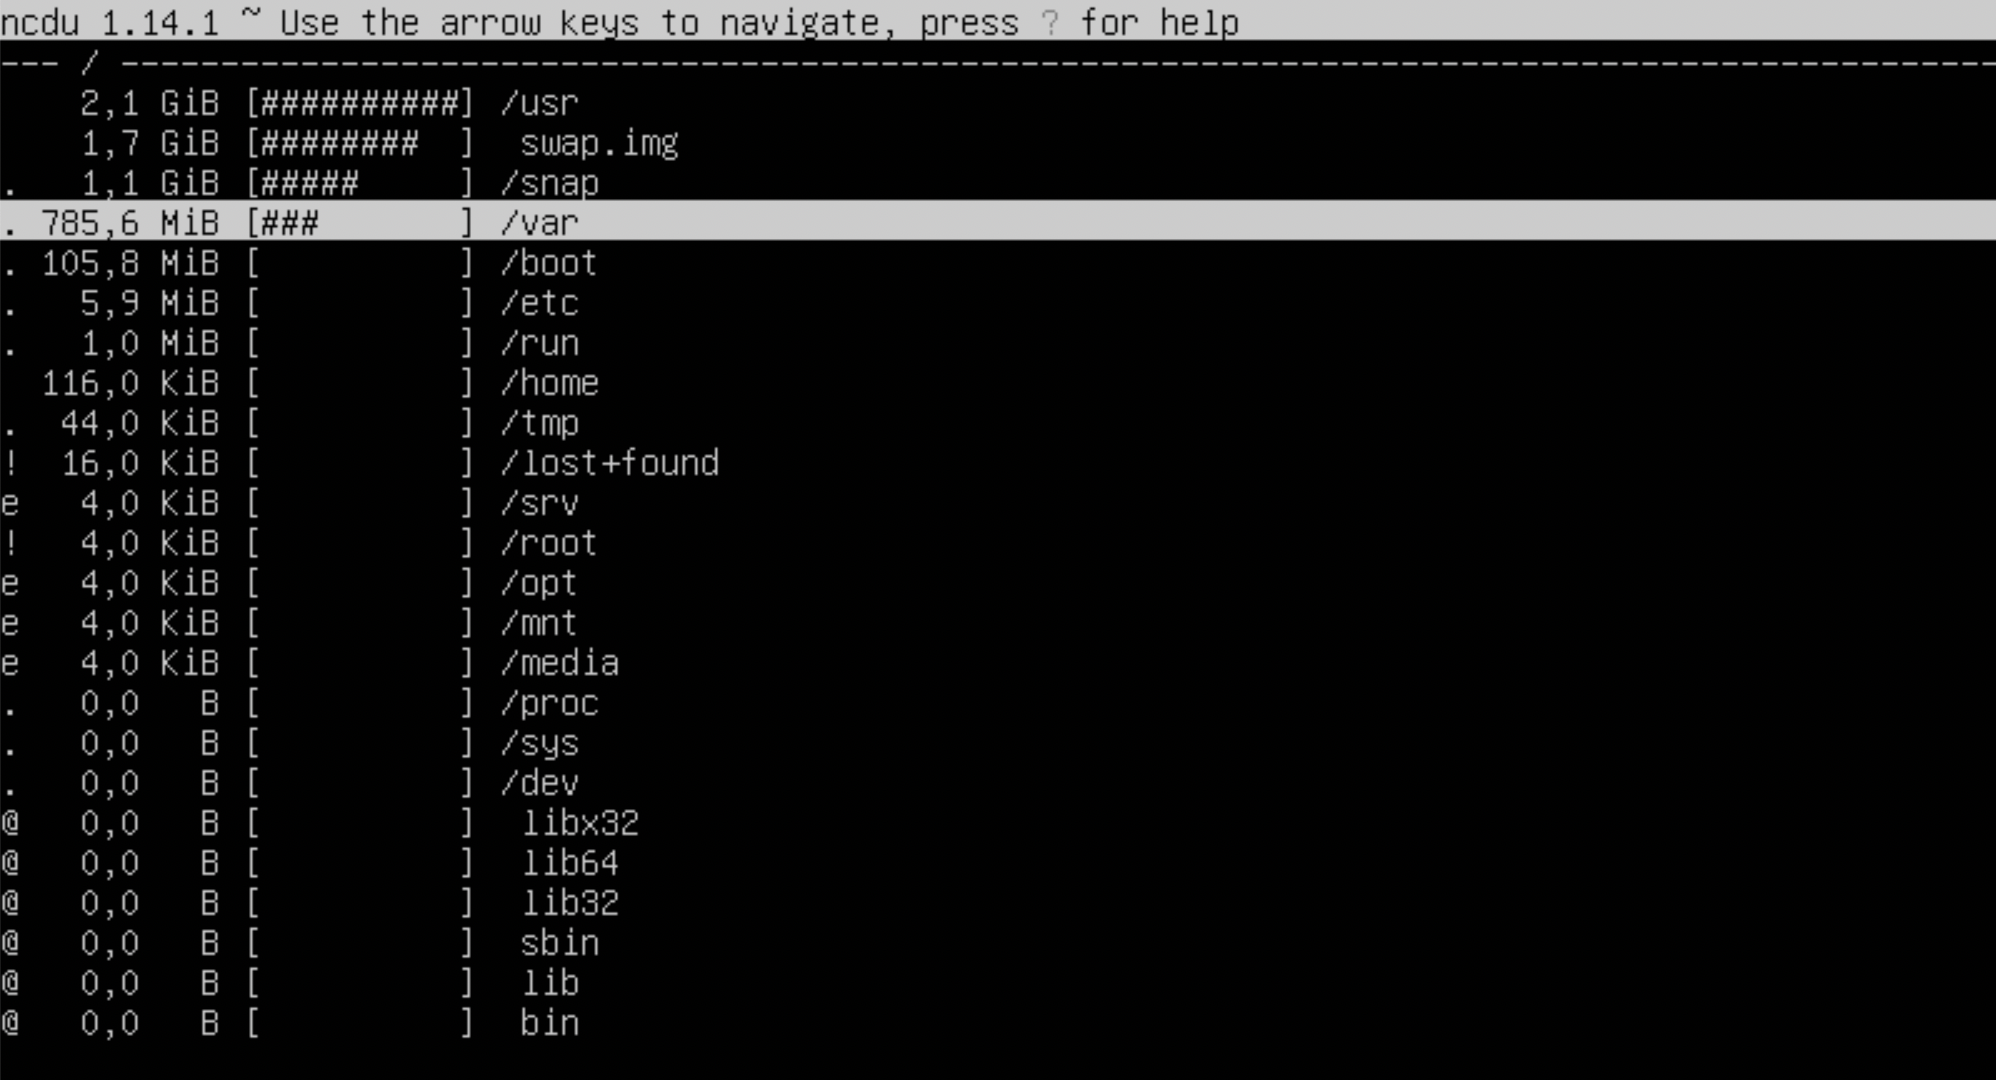 ncdu 1.14.1 ~ Use the arrow keys to navigate, press ? for help
--- / ----------------------------------------------------------------------------------------------
    2,1 GiB [##########] /usr
    1,7 GiB [########  ]  swap.img
.   1,1 GiB [#####     ] /snap
. 785,6 MiB [###       ] /var
. 105,8 MiB [          ] /boot
.   5,9 MiB [          ] /etc
.   1,0 MiB [          ] /run
  116,0 KiB [          ] /home
.  44,0 KiB [          ] /tmp
!  16,0 KiB [          ] /lost+found
e   4,0 KiB [          ] /srv
!   4,0 KiB [          ] /root
e   4,0 KiB [          ] /opt
e   4,0 KiB [          ] /mnt
e   4,0 KiB [          ] /media
.   0,0   B [          ] /proc
.   0,0   B [          ] /sys
.   0,0   B [          ] /dev
@   0,0   B [          ]  libx32
@   0,0   B [          ]  lib64
@   0,0   B [          ]  lib32
@   0,0   B [          ]  sbin
@   0,0   B [          ]  lib
@   0,0   B [          ]  bin